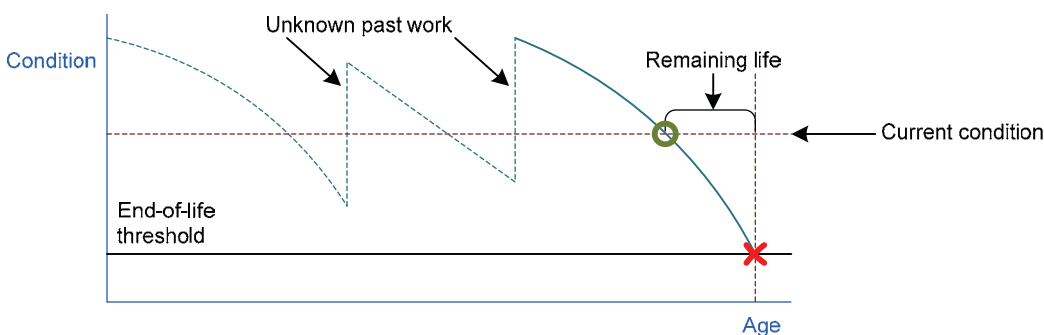 Unknown past work
Condition
Remaining life
Current condition
End-of-life
threshold
Age